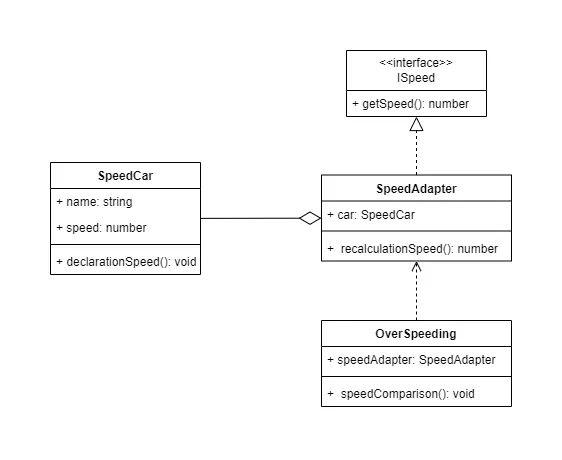 <<interface>>
ISpeed
+ getSpeed(): number
SpeedCar
+ name: string
+ speed: number
+ declarationSpeed(): void
SpeedAdapter
+ car: SpeedCar
+ recalculationSpeed(): number
OverSpeeding
+ speedAdapter: SpeedAdapter
+ speedComparison(): void